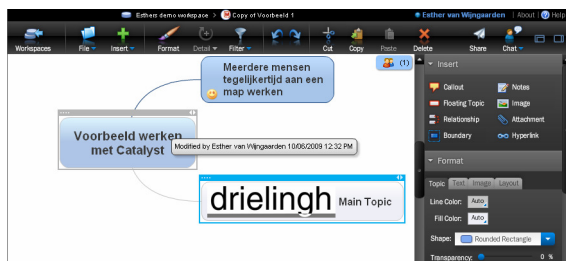 Esthers demo workspace > Copy of Voorbeeld 1
Esther van Wijngaarden | About | Help
Workspaces File Insert Format Detail Filter Cut Copy Paste Delete Share Chat
(1)
Meerdere mensen
tegelijkertijd aan een
map werken
Voorbeeld werken
met Catalyst
Modified by Esther van Wijngaarden 10/06/2009 12:32 PM
drielingh Main Topic
Insert
Callout Notes
Floating Topic Image
Relationship Attachment
Boundary Hyperlink
Format
Topic Text Image Layout
Line Color: Auto
Fill Color: Auto
Shape: Rounded Rectangle
Transparency: 0 %